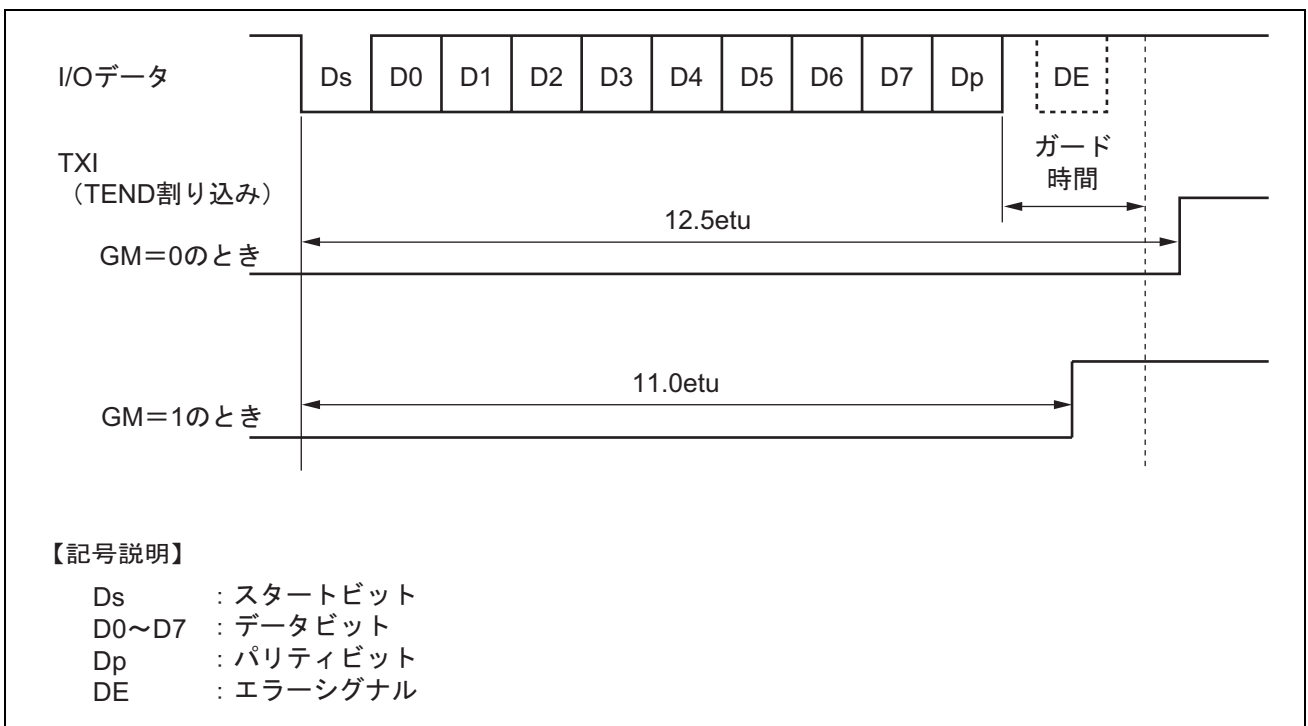 I/Oデータ
Ds D0 D1 D2 D3 D4 D5 D6 D7 Dp DE
ガード
時間
TXI
（TEND割り込み）
12.5etu
GM＝0のとき
11.0etu
GM＝1のとき
【記号説明】
Ds ：スタートビット
D0～D7 ：データビット
Dp ：パリティビット
DE ：エラーシグナル